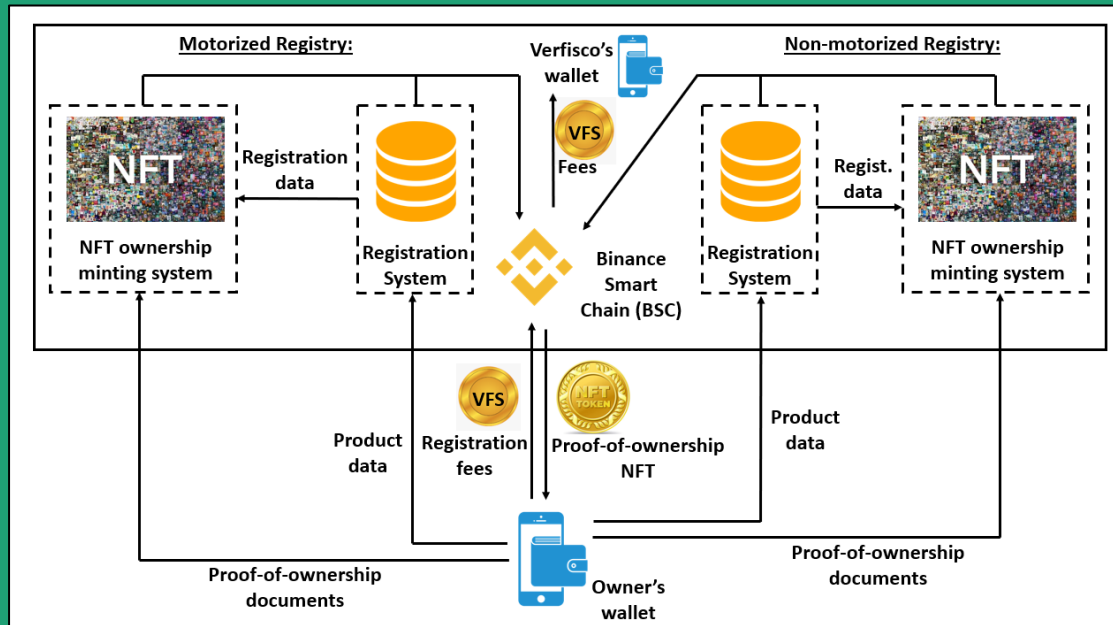 Motorized Registry:
Verfisco's
wallet
Non-motorized Registry:
NFT
Registration
data
VFS
Fees
Regist.
data
NFT
NFT ownership
minting system
Registration
System
Binance
Smart
Chain (BSC)
Registration
System
NFT ownership
minting system
VFS
NFT
TOKEN
Product
data
Registration
fees
Proof-of-ownership
NFT
Product
data
Proof-of-ownership
documents
Owner's
wallet
Proof-of-ownership
documents